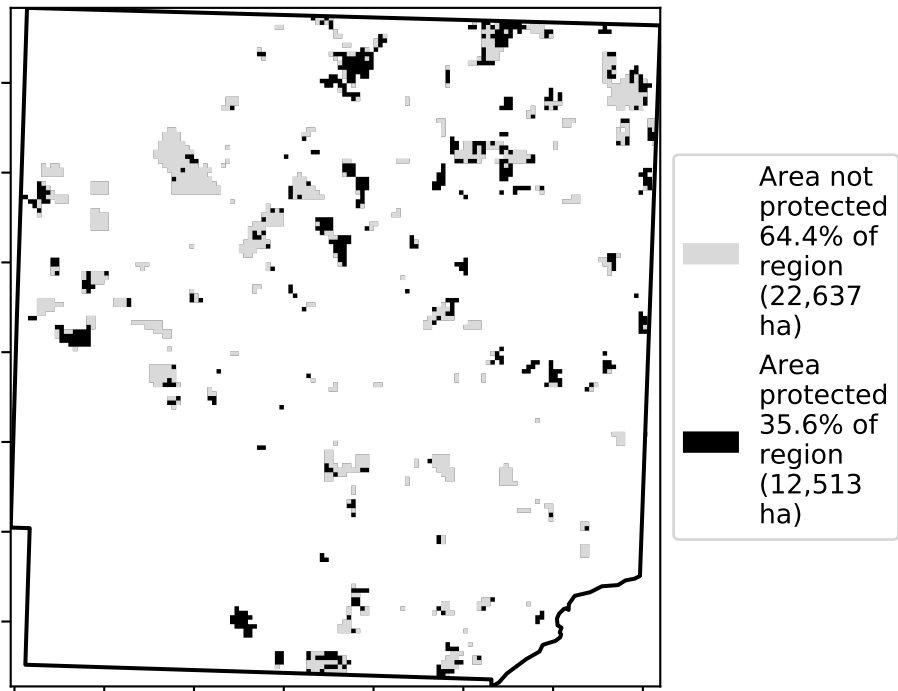 Area not
protected
64.4% of
region
(22,637
ha)
Area
protected
35.6% of
region
(12,513
ha)